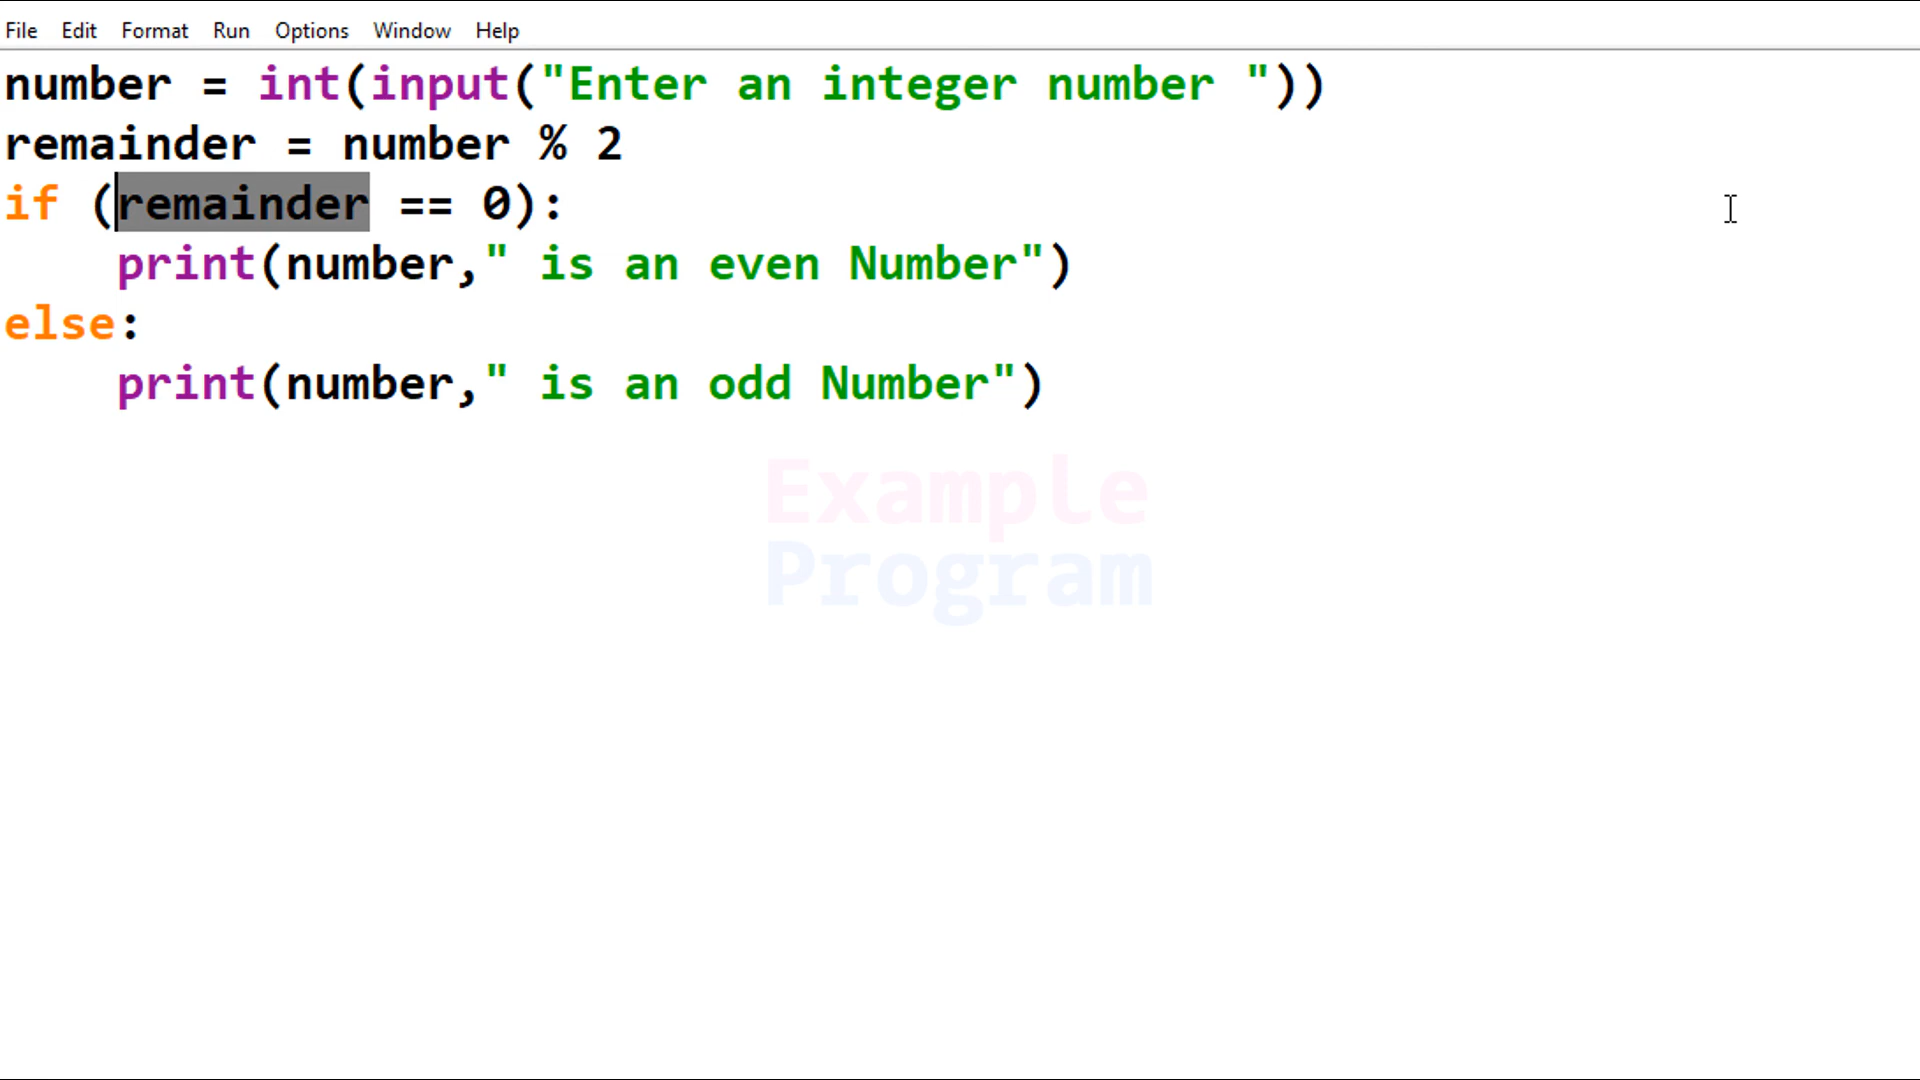 File Edit Format Run Options Window Help
number = int(input("Enter an integer number "))
remainder = number % 2
if (remainder == 0):
    print(number," is an even Number")
else:
    print(number," is an odd Number")
Example
Program